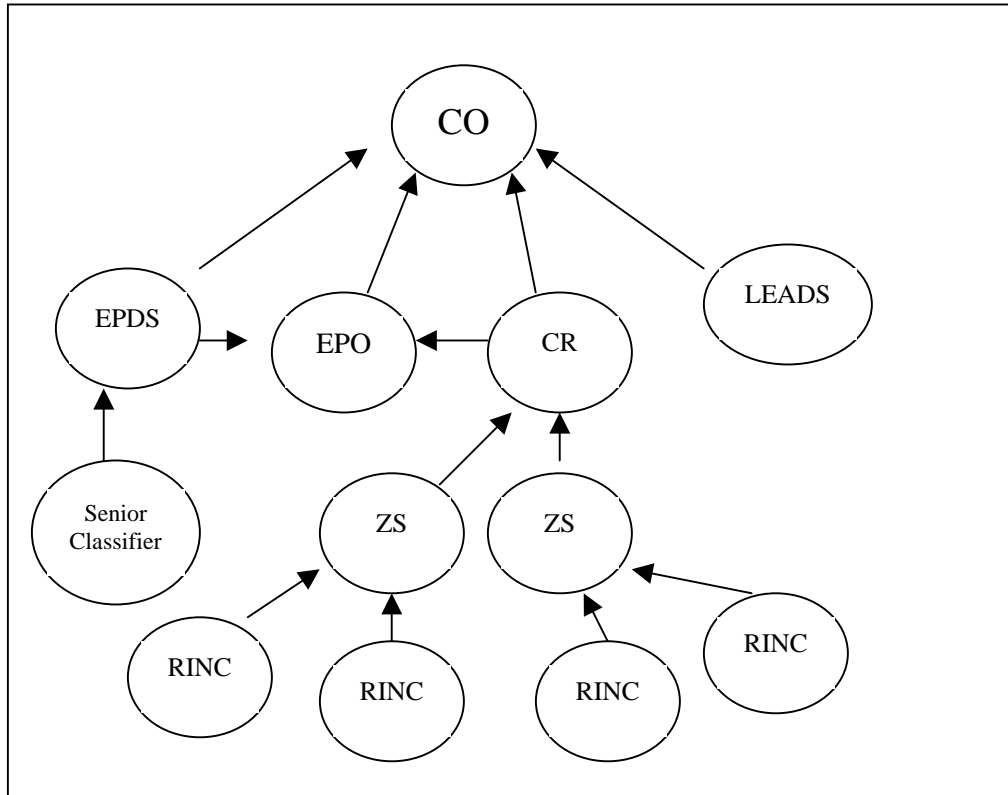 CO
LEADS
EPDS
EPO
CR
Senior
Classifier
ZS
ZS
RINC
RINC
RINC
RINC